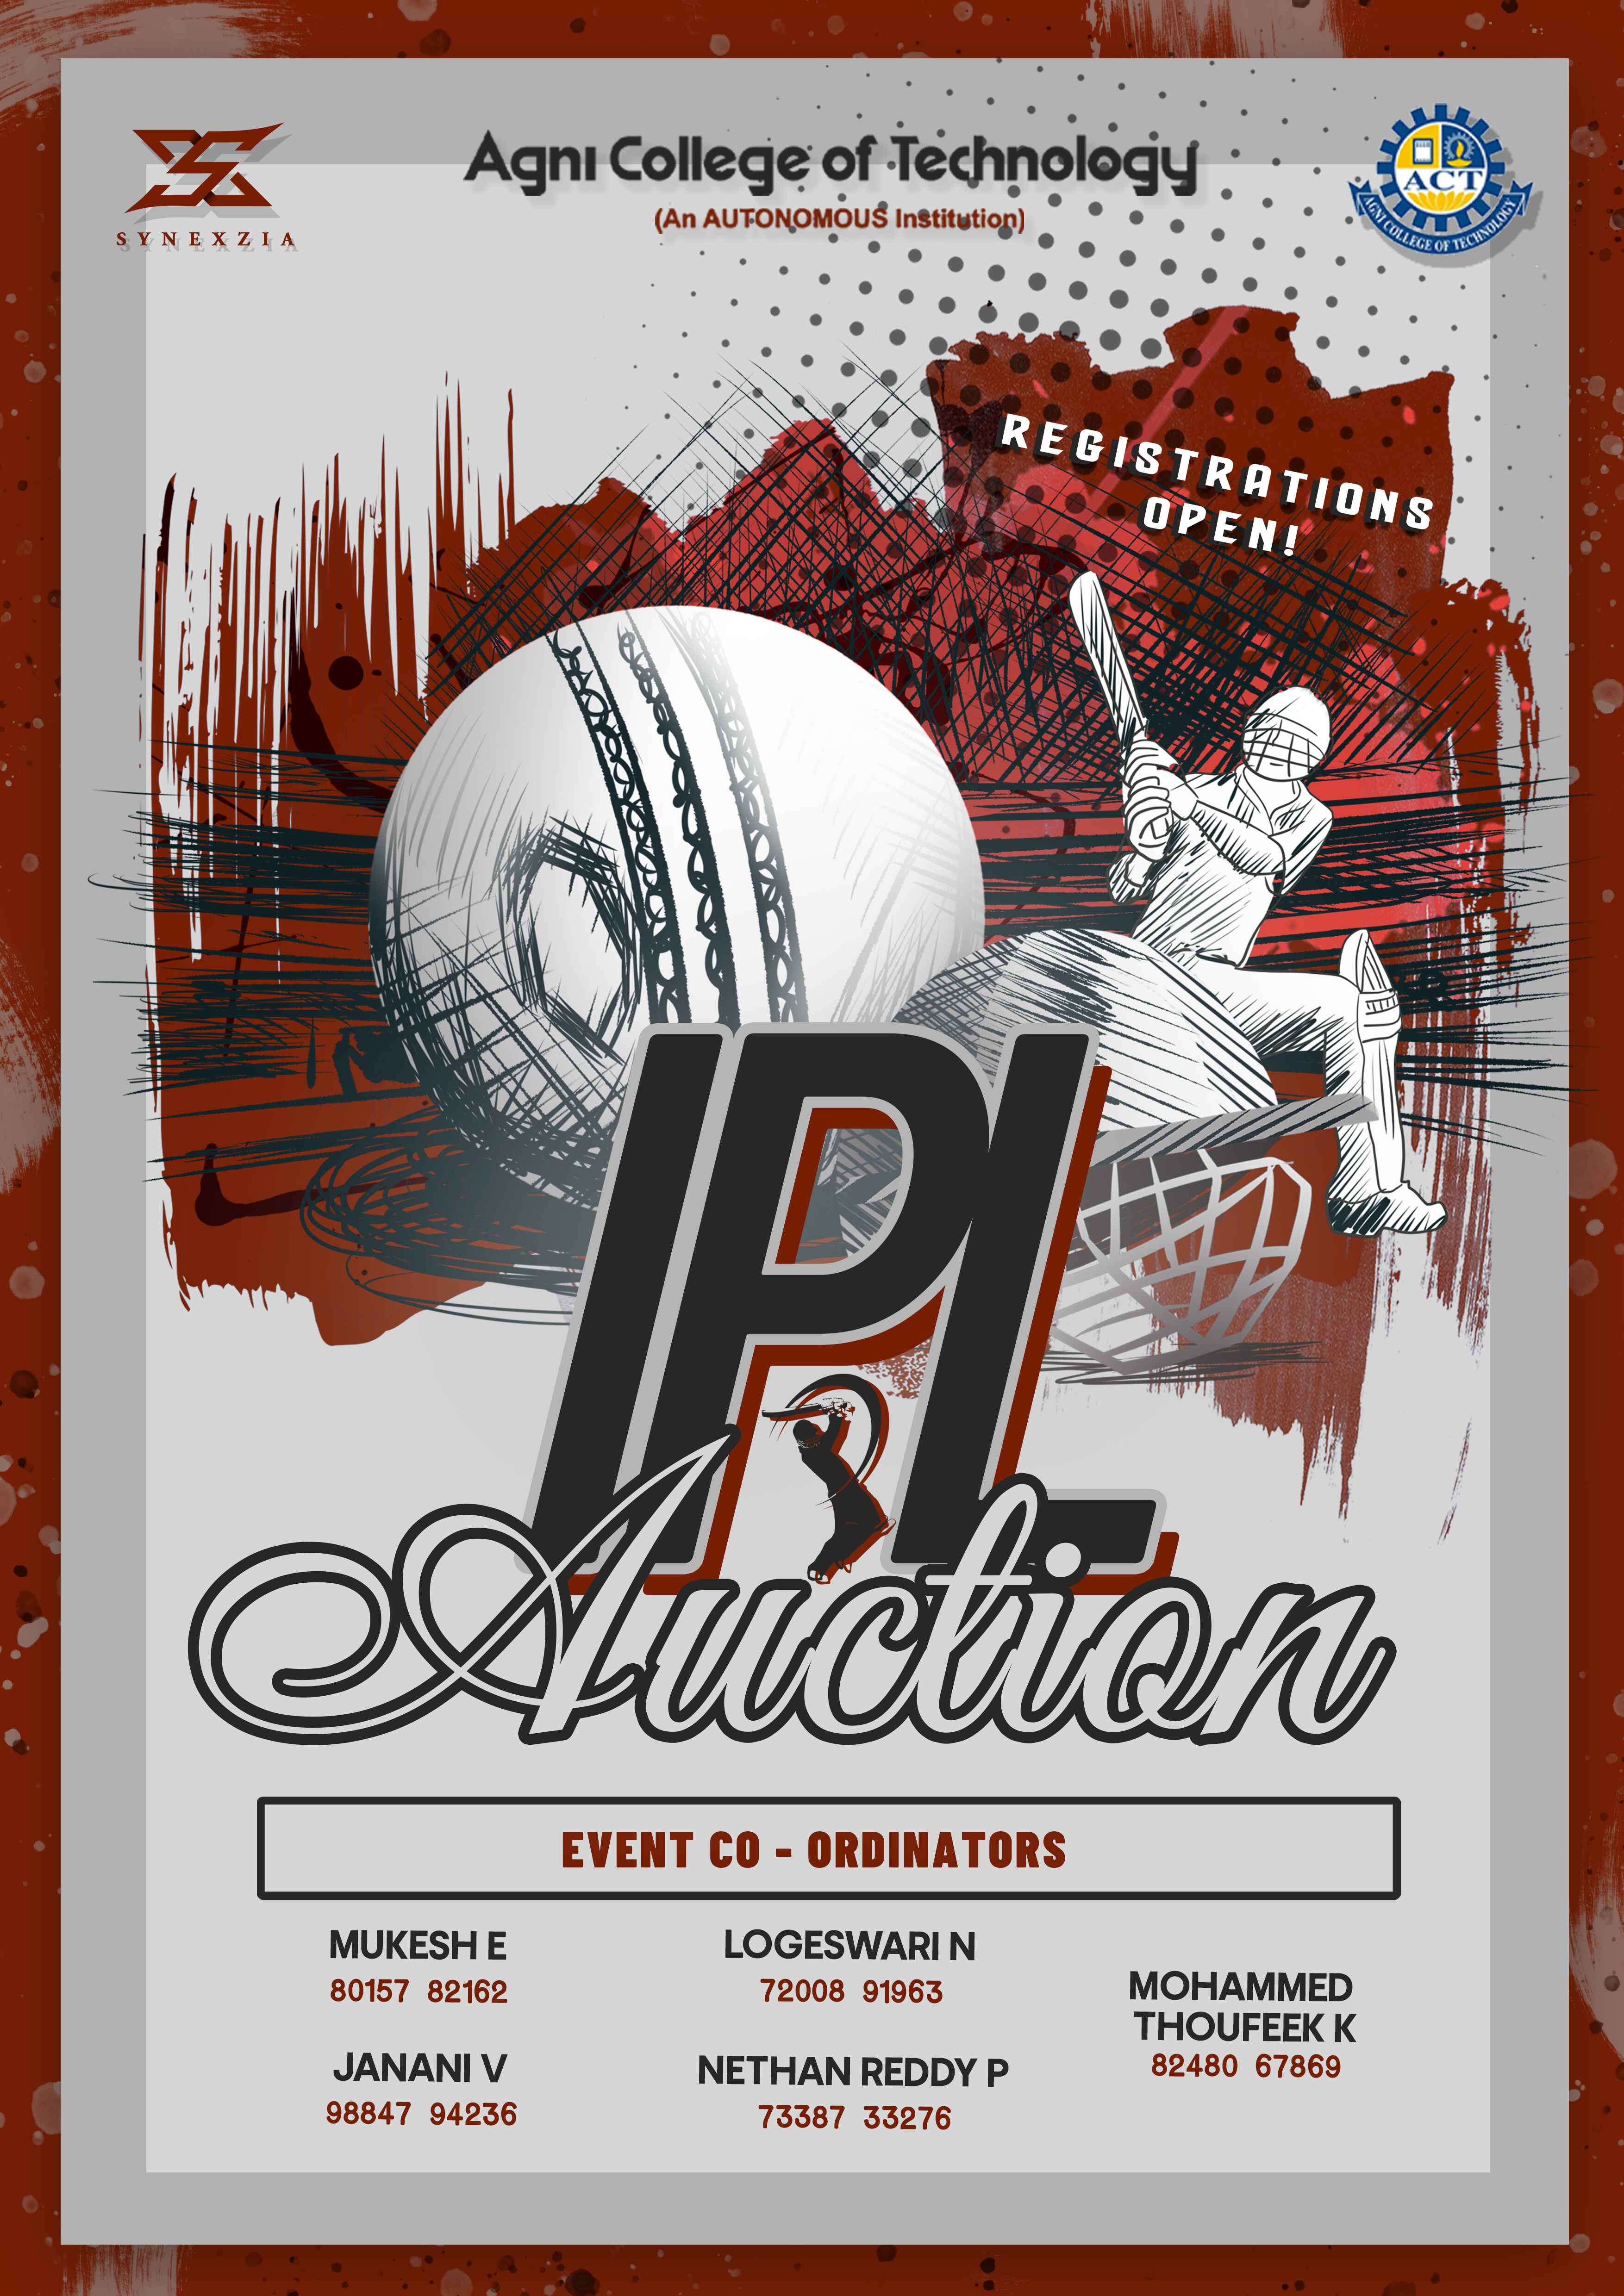 SYNEXZIA
Agni College of Technology
(An AUTONOMOUS Institution)
ACT
AGNI COLLEGE OF TECHNOLOGY
REGISTRATIONS
OPEN!
IPL
Auction
EVENT CO - ORDINATORS
MUKESH E
80157 82162
LOGESWARI N
72008 91963
MOHAMMED
THOUFEEK K
82480 67869
JANANI V
98847 94236
NETHAN REDDY P
73387 33276